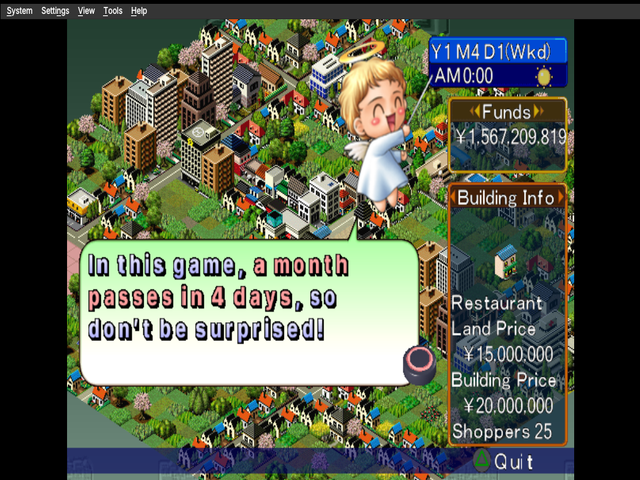 System Settings View Tools Help
Y1 M4 D1(Wkd)
AM0:00
Funds
¥1,567,209,819
Building Info
In this game, a month
passes in 4 days, so
don't be surprised!
Restaurant
Land Price
¥15,000,000
Building Price
¥20,000,000
Shoppers 25
Quit